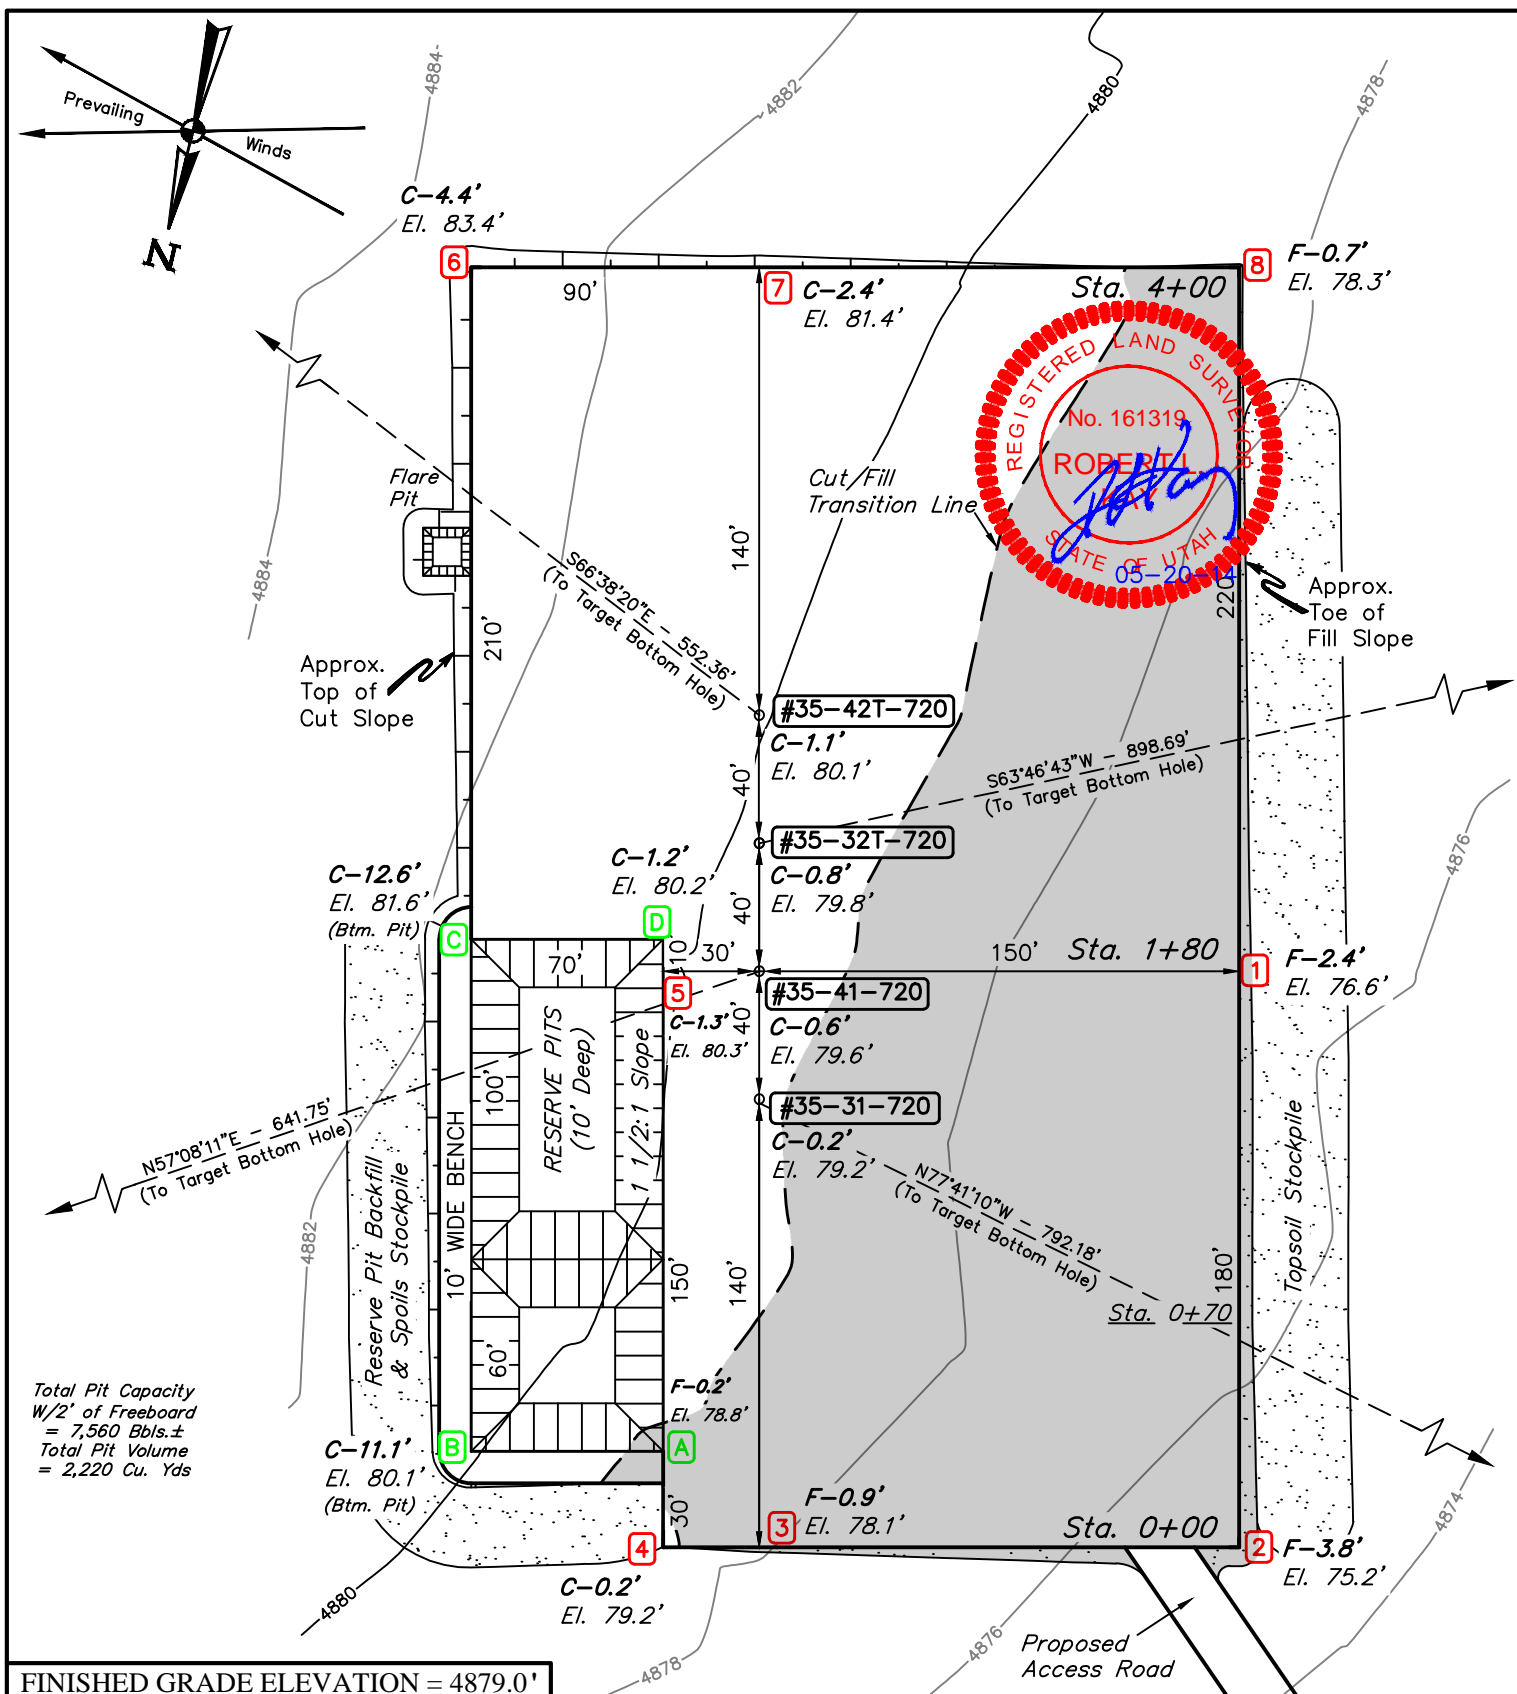 4884
4882
4880
4878
Prevailing
Winds
N
C-4.4'
El. 83.4'
6
90'
7
C-2.4'
El. 81.4'
Sta. 4+00
8
F-0.7'
El. 78.3'
REGISTERED LAND SURVEYOR
No. 161319
ROBERT L.
KAY
STATE OF UTAH
05-20-14
Flare
Pit
Cut/Fill
Transition Line
140'
4884
S66°38'20"E - 552.36'
(To Target Bottom Hole)
210'
220'
Approx.
Toe of
Fill Slope
Approx.
Top of
Cut Slope
#35-42T-720
C-1.1'
El. 80.1'
40'
S63°46'43"W - 898.69'
(To Target Bottom Hole)
#35-32T-720
C-0.8'
El. 79.8'
40'
4876
C-1.2'
El. 80.2'
C-12.6'
El. 81.6'
(Btm. Pit)
C
D
70'
10'
30'
150'
Sta. 1+80
1
F-2.4'
El. 76.6'
5
C-1.3'
El. 80.3'
#35-41-720
C-0.6'
El. 79.6'
40'
RESERVE PITS
(10' Deep)
1 1/2:1 Slope
100'
10' WIDE BENCH
#35-31-720
C-0.2'
El. 79.2'
N57°08'11"E - 641.75'
(To Target Bottom Hole)
N77°41'10"W - 792.18'
(To Target Bottom Hole)
Reserve Pit Backfill
& Spoils Stockpile
4882
Topsoil Stockpile
150'
140'
180'
Sta. 0+70
60'
Total Pit Capacity
W/2' of Freeboard
= 7,560 Bbls.±
Total Pit Volume
= 2,220 Cu. Yds
F-0.2'
El. 78.8'
A
B
C-11.1'
El. 80.1'
(Btm. Pit)
30'
3
F-0.9'
El. 78.1'
Sta. 0+00
2
F-3.8'
El. 75.2'
4874
4
C-0.2'
El. 79.2'
4880
4878
4876
Proposed
Access Road
FINISHED GRADE ELEVATION = 4879.0'